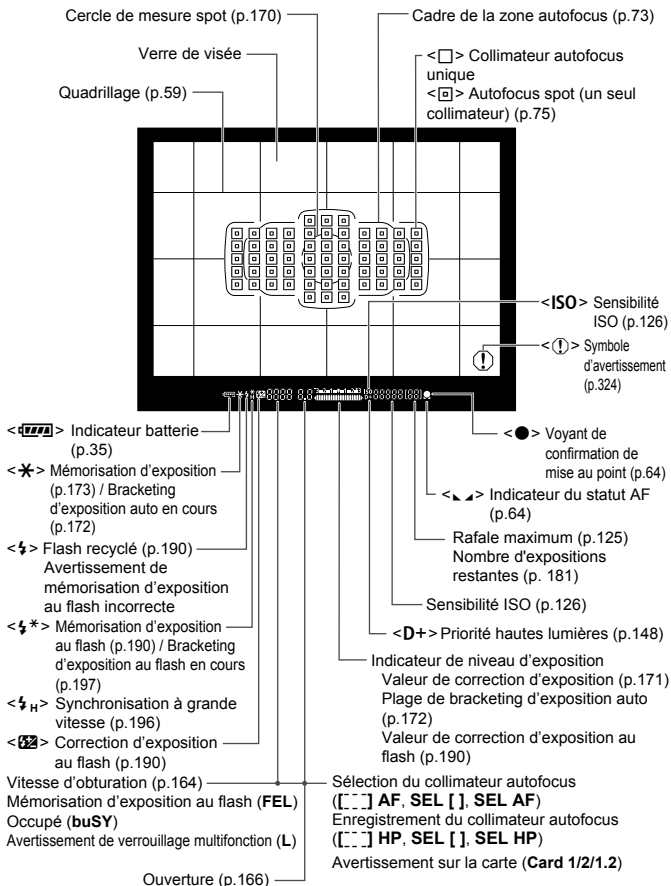 Cercle de mesure spot (p.170)
Cadre de la zone autofocus (p.73)
Verre de visée
Quadrillage (p.59)
<□> Collimateur autofocus
unique
<⊡> Autofocus spot (un seul
collimateur) (p.75)
<ISO> Sensibilité
ISO (p.126)
<!> Symbole
d'avertissement
(p.324)
<●> Voyant de
confirmation de
mise au point (p.64)
<◣ ◢> Indicateur du statut AF
(p.64)
Rafale maximum (p.125)
Nombre d'expositions
restantes (p. 181)
Sensibilité ISO (p.126)
<D+> Priorité hautes lumières (p.148)
Indicateur de niveau d'exposition
Valeur de correction d'exposition (p.171)
Plage de bracketing d'exposition auto
(p.172)
Valeur de correction d'exposition au
flash (p.190)
Indicateur batterie
(p.35)
<✱> Mémorisation d'exposition
(p.173) / Bracketing
d'exposition auto en cours
(p.172)
<⚡> Flash recyclé (p.190)
Avertissement de
mémorisation d'exposition
au flash incorrecte
<⚡*> Mémorisation d'exposition
au flash (p.190) / Bracketing
d'exposition au flash en cours
(p.197)
<⚡H> Synchronisation à grande
vitesse (p.196)
Correction d'exposition
au flash (p.190)
Vitesse d'obturation (p.164)
Mémorisation d'exposition au flash (FEL)
Occupé (buSY)
Avertissement de verrouillage multifonction (L)
Ouverture (p.166)
Sélection du collimateur autofocus
([ ] AF, SEL [ ], SEL AF)
Enregistrement du collimateur autofocus
([ ] HP, SEL [ ], SEL HP)
Avertissement sur la carte (Card 1/2/1.2)